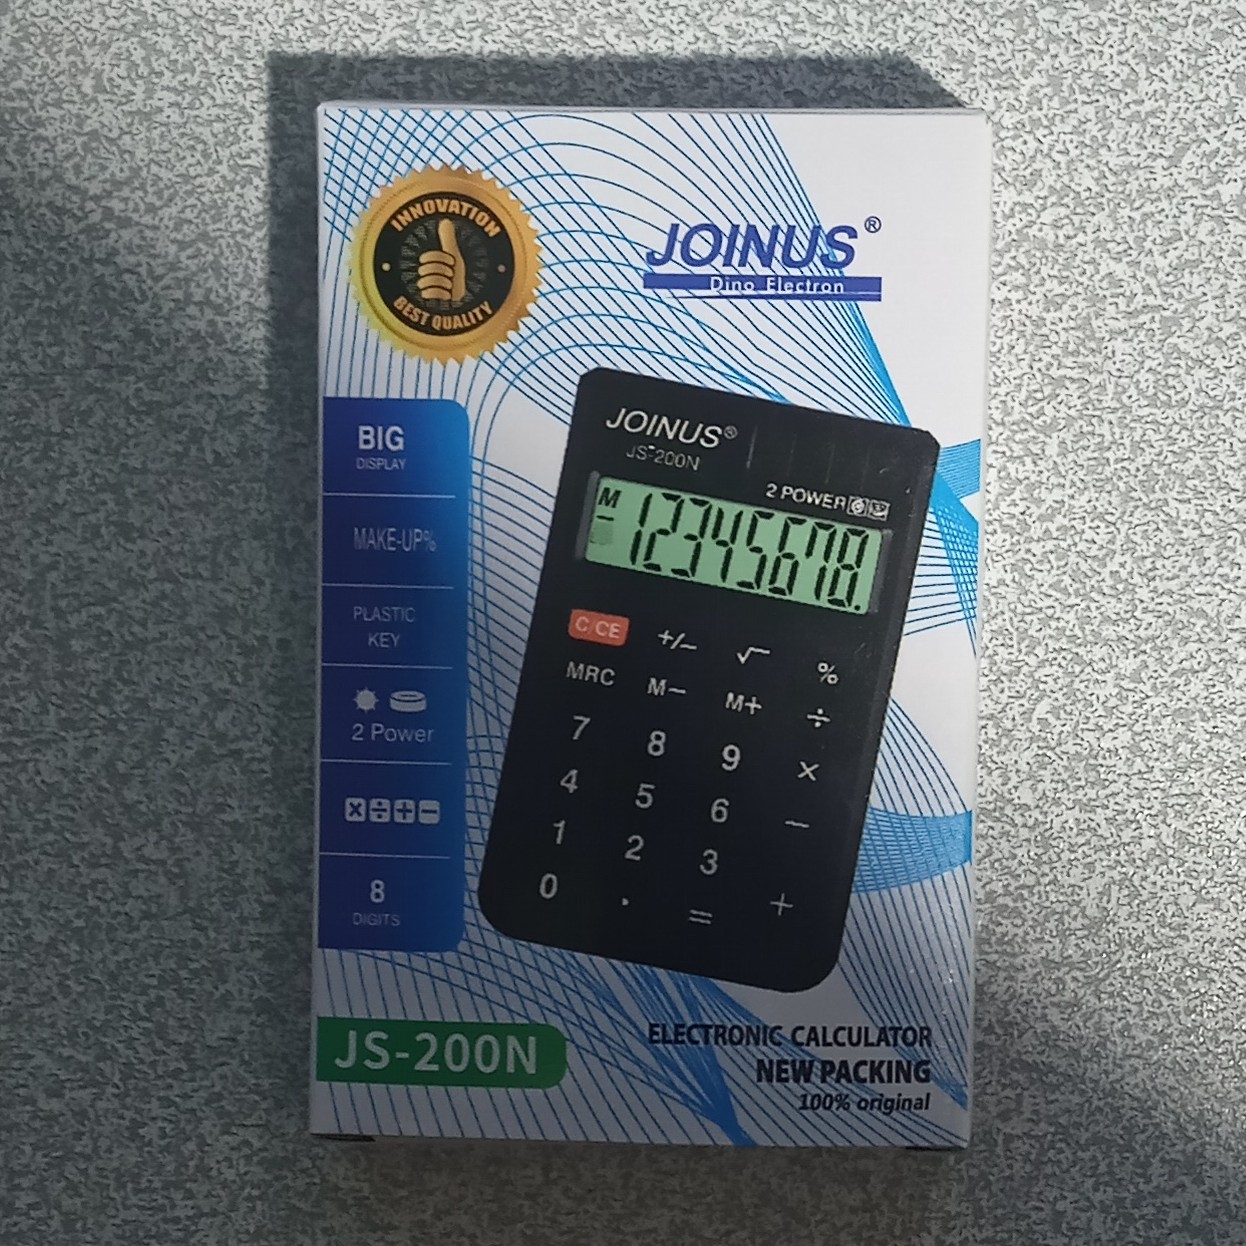 INNOVATION
BEST QUALITY
JOINUS®
Dino Electron
BIG
DISPLAY
MAKE-UP%
PLASTIC
KEY
2 Power
×÷+−
8
DIGITS
JOINUS®
JS-200N
2 POWER
M
-12345678.
C/CE +/− √ %
MRC M− M+ ÷
7 8 9 ×
4 5 6 −
1 2 3
0 . = +
JS-200N
ELECTRONIC CALCULATOR
NEW PACKING
100% original